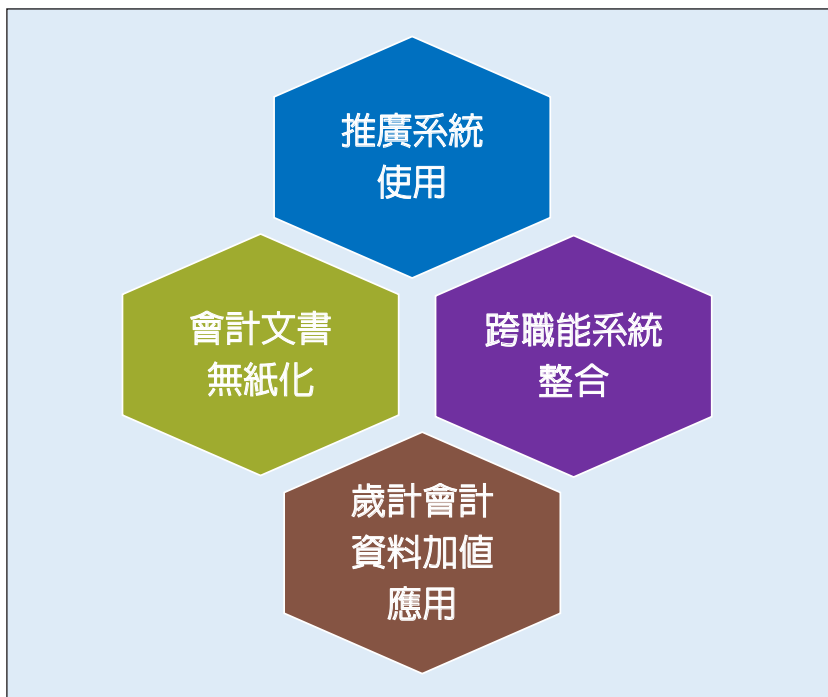 推廣系統
使用
會計文書
無紙化
跨職能系統
整合
歲計會計
資料加值
應用